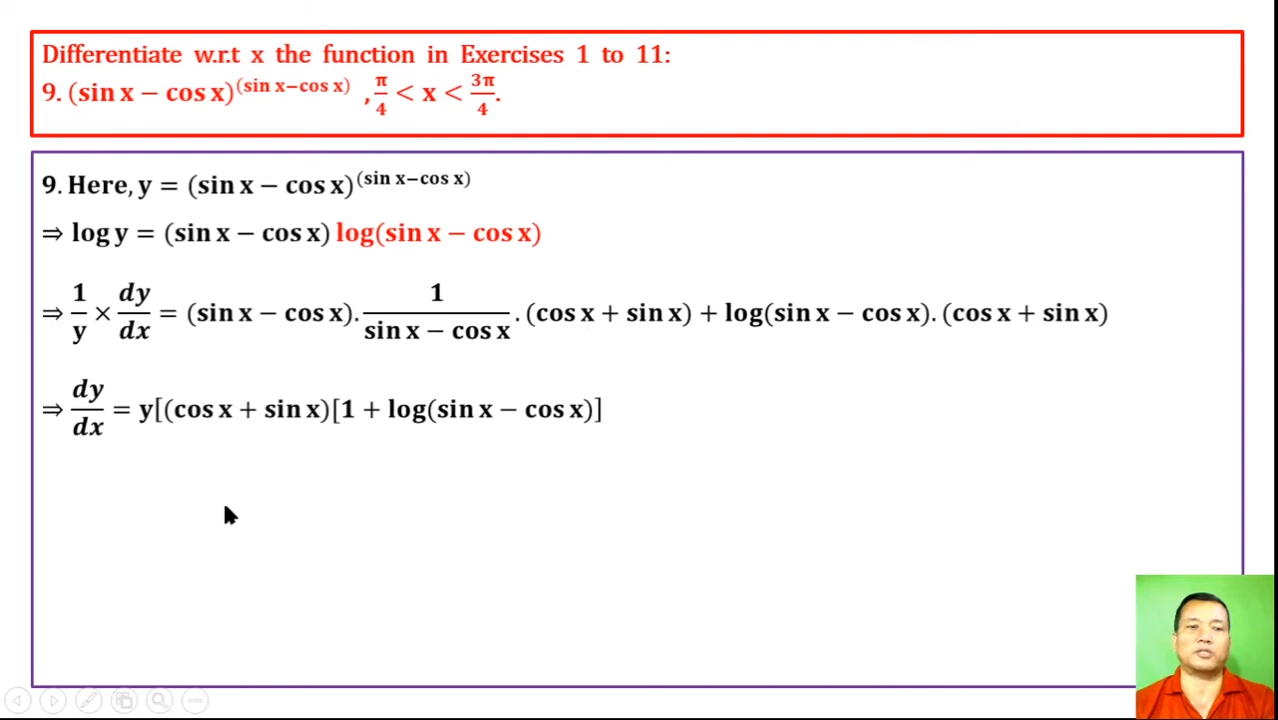 Differentiate w.r.t x the function in Exercises 1 to 11:
9. (sin x − cos x)^(sin x−cos x) , π/4 < x < 3π/4.
9. Here, y = (sin x − cos x)^(sin x−cos x)
⇒ log y = (sin x − cos x) log(sin x − cos x)
⇒ 1/y × dy/dx = (sin x − cos x). 1/(sin x − cos x) . (cos x + sin x) + log(sin x − cos x). (cos x + sin x)
⇒ dy/dx = y[(cos x + sin x)[1 + log(sin x − cos x)]